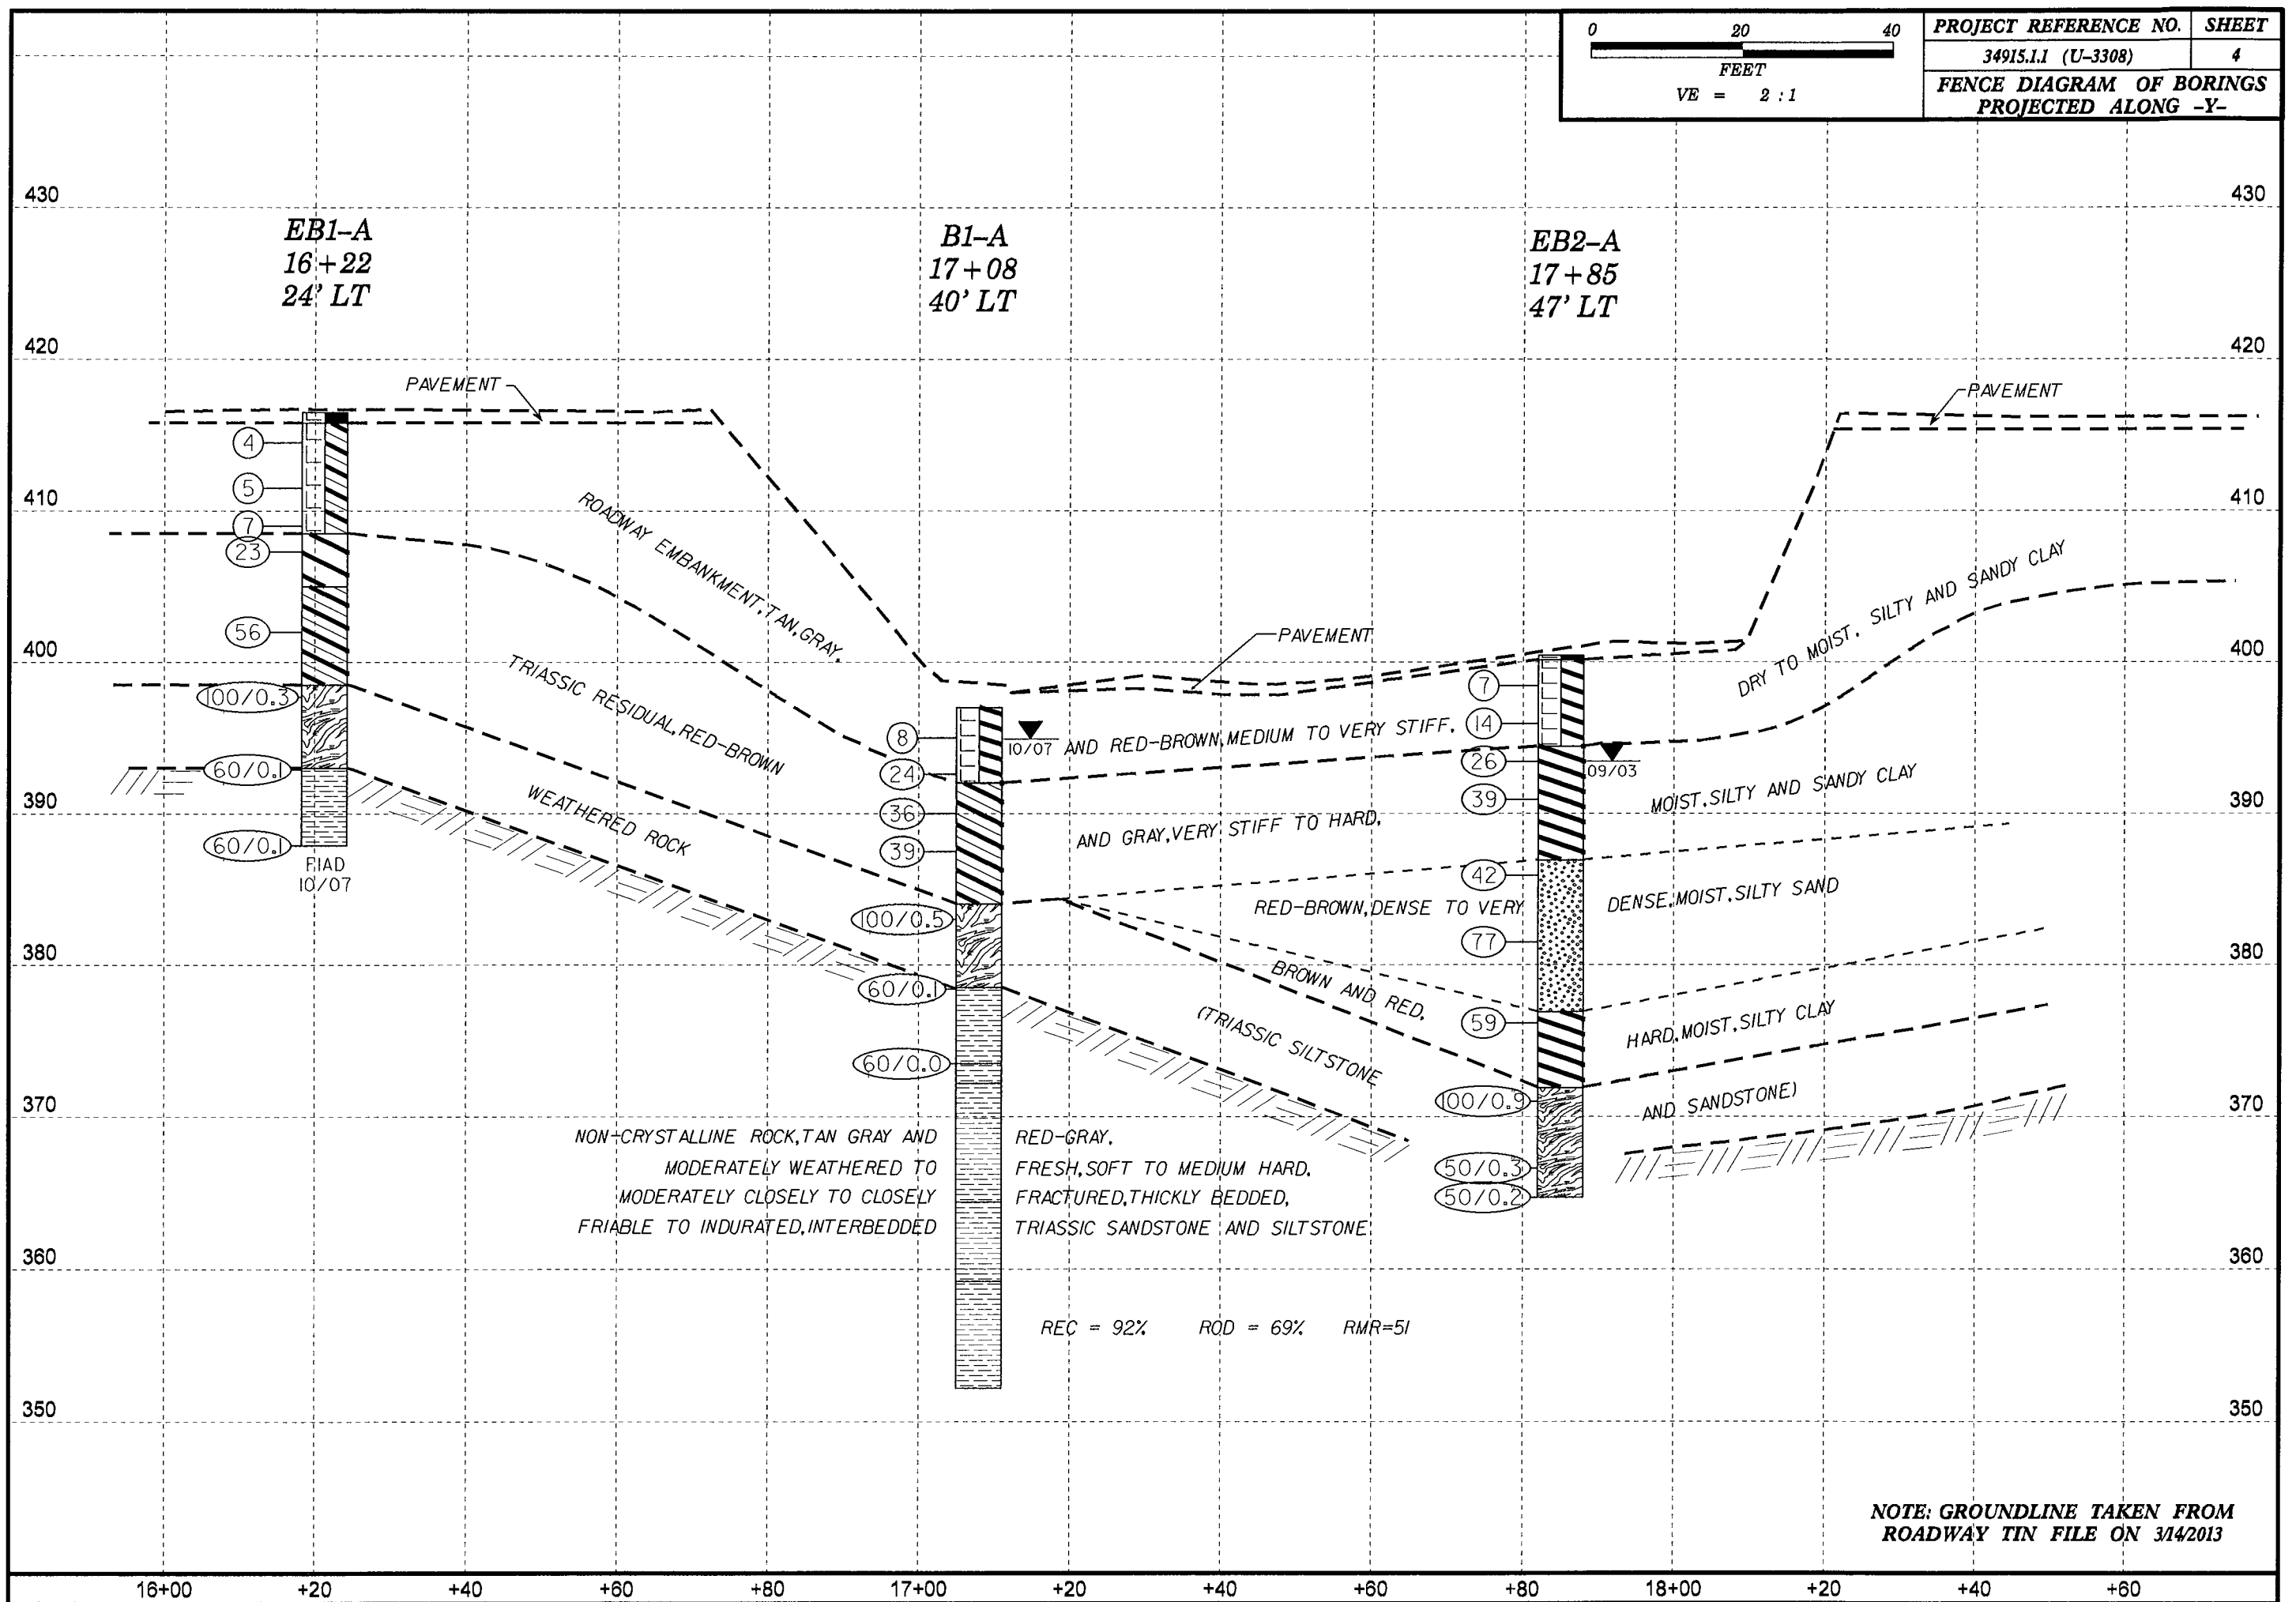 0 20 40
FEET
VE = 2 : 1
PROJECT REFERENCE NO. SHEET
34915.1.1 (U-3308) 4
FENCE DIAGRAM OF BORINGS
PROJECTED ALONG -Y-
430 430
EB1-A
16+22
24' LT
B1-A
17+08
40' LT
EB2-A
17+85
47' LT
420 420
PAVEMENT
PAVEMENT
4
5
410 410
7
23
ROADWAY EMBANKMENT, TAN, GRAY,
DRY TO MOIST, SILTY AND SANDY CLAY
56
PAVEMENT
400 400
TRIASSIC RESIDUAL, RED-BROWN
100/0.3
7
8
10/07
AND RED-BROWN, MEDIUM TO VERY STIFF,
14
60/0.1
24
26
09/03
WEATHERED ROCK
36
39
MOIST, SILTY AND SANDY CLAY
390 390
AND GRAY, VERY STIFF TO HARD,
60/0.1
39
FIAD
10/07
42
100/0.5
RED-BROWN, DENSE TO VERY
DENSE, MOIST, SILTY SAND
77
380 380
60/0.1
BROWN AND RED,
59
HARD, MOIST, SILTY CLAY
(TRIASSIC SILTSTONE
60/0.0
100/0.9
AND SANDSTONE)
370 370
NON-CRYSTALLINE ROCK, TAN GRAY AND RED-GRAY,
MODERATELY WEATHERED TO FRESH, SOFT TO MEDIUM HARD,
50/0.3
MODERATELY CLOSELY TO CLOSELY FRACTURED, THICKLY BEDDED,
50/0.2
FRIABLE TO INDURATED, INTERBEDDED TRIASSIC SANDSTONE AND SILTSTONE
360 360
REC = 92% RQD = 69% RMR=51
350 350
NOTE: GROUNDLINE TAKEN FROM
ROADWAY TIN FILE ON 3/14/2013
16+00 +20 +40 +60 +80 17+00 +20 +40 +60 +80 18+00 +20 +40 +60